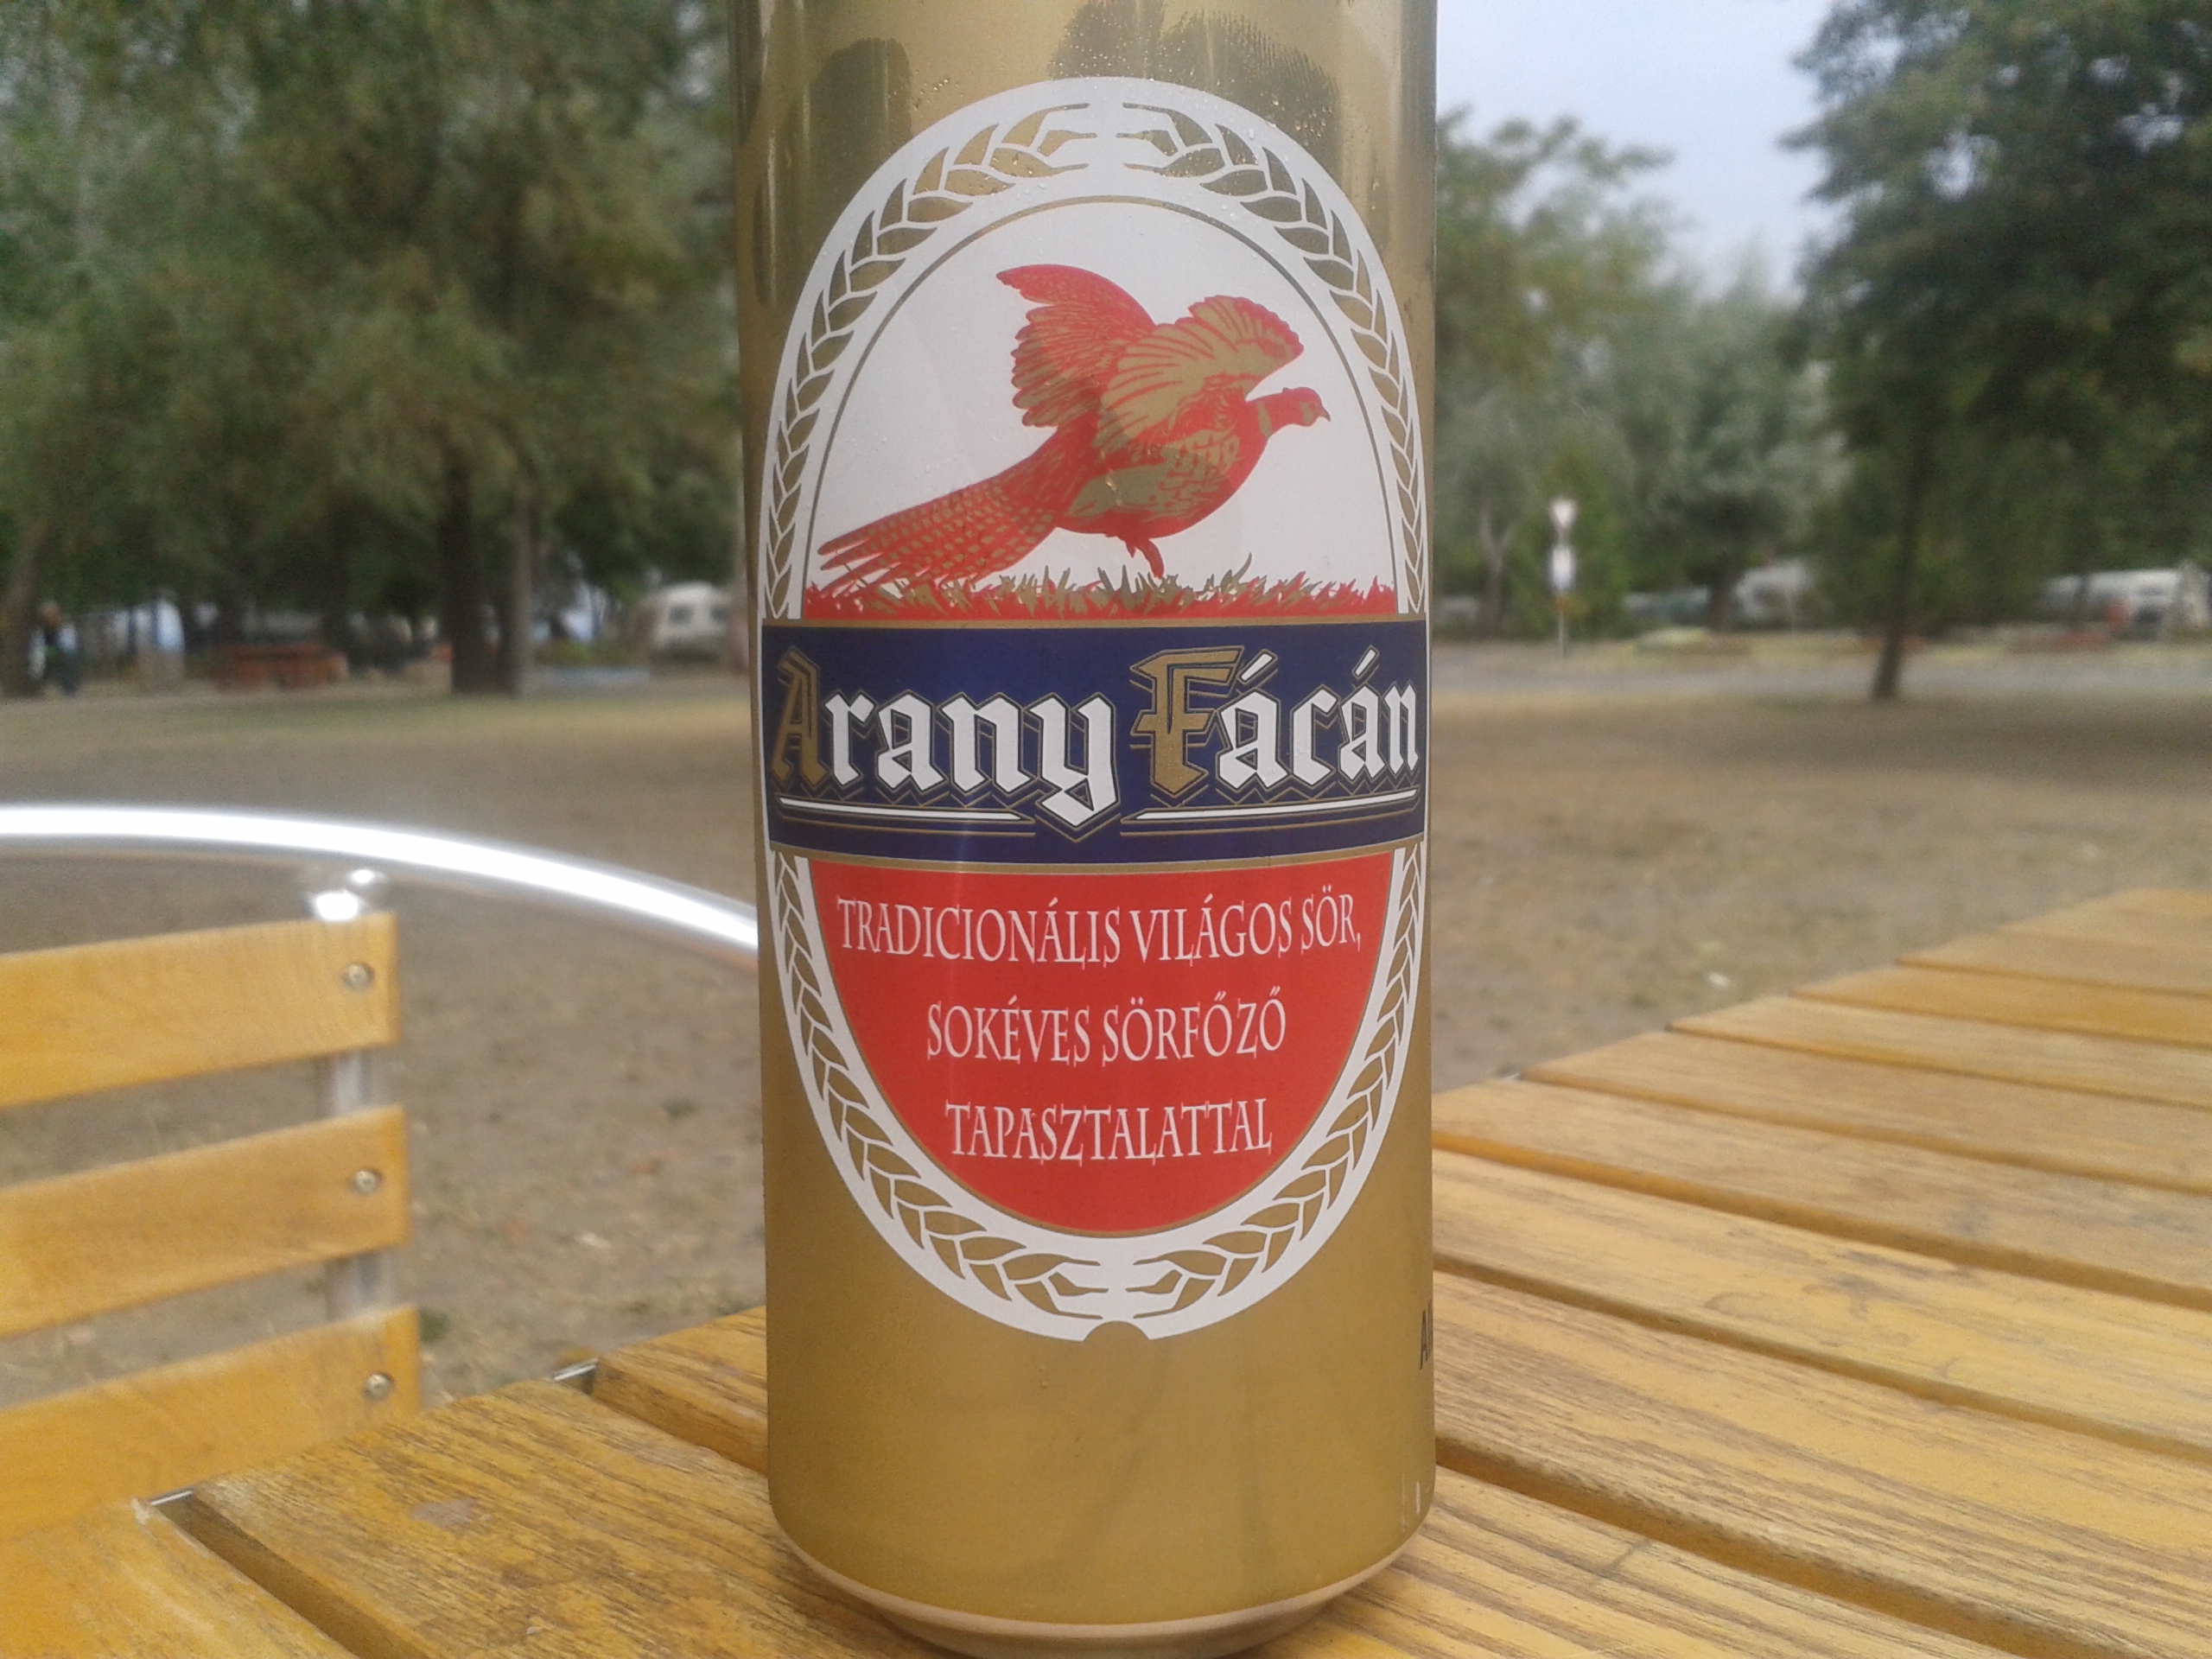 Arany Fácán
TRADICIONÁLIS VILÁGOS SÖR,
SOKÉVES SÖRFŐZŐ
TAPASZTALATTAL